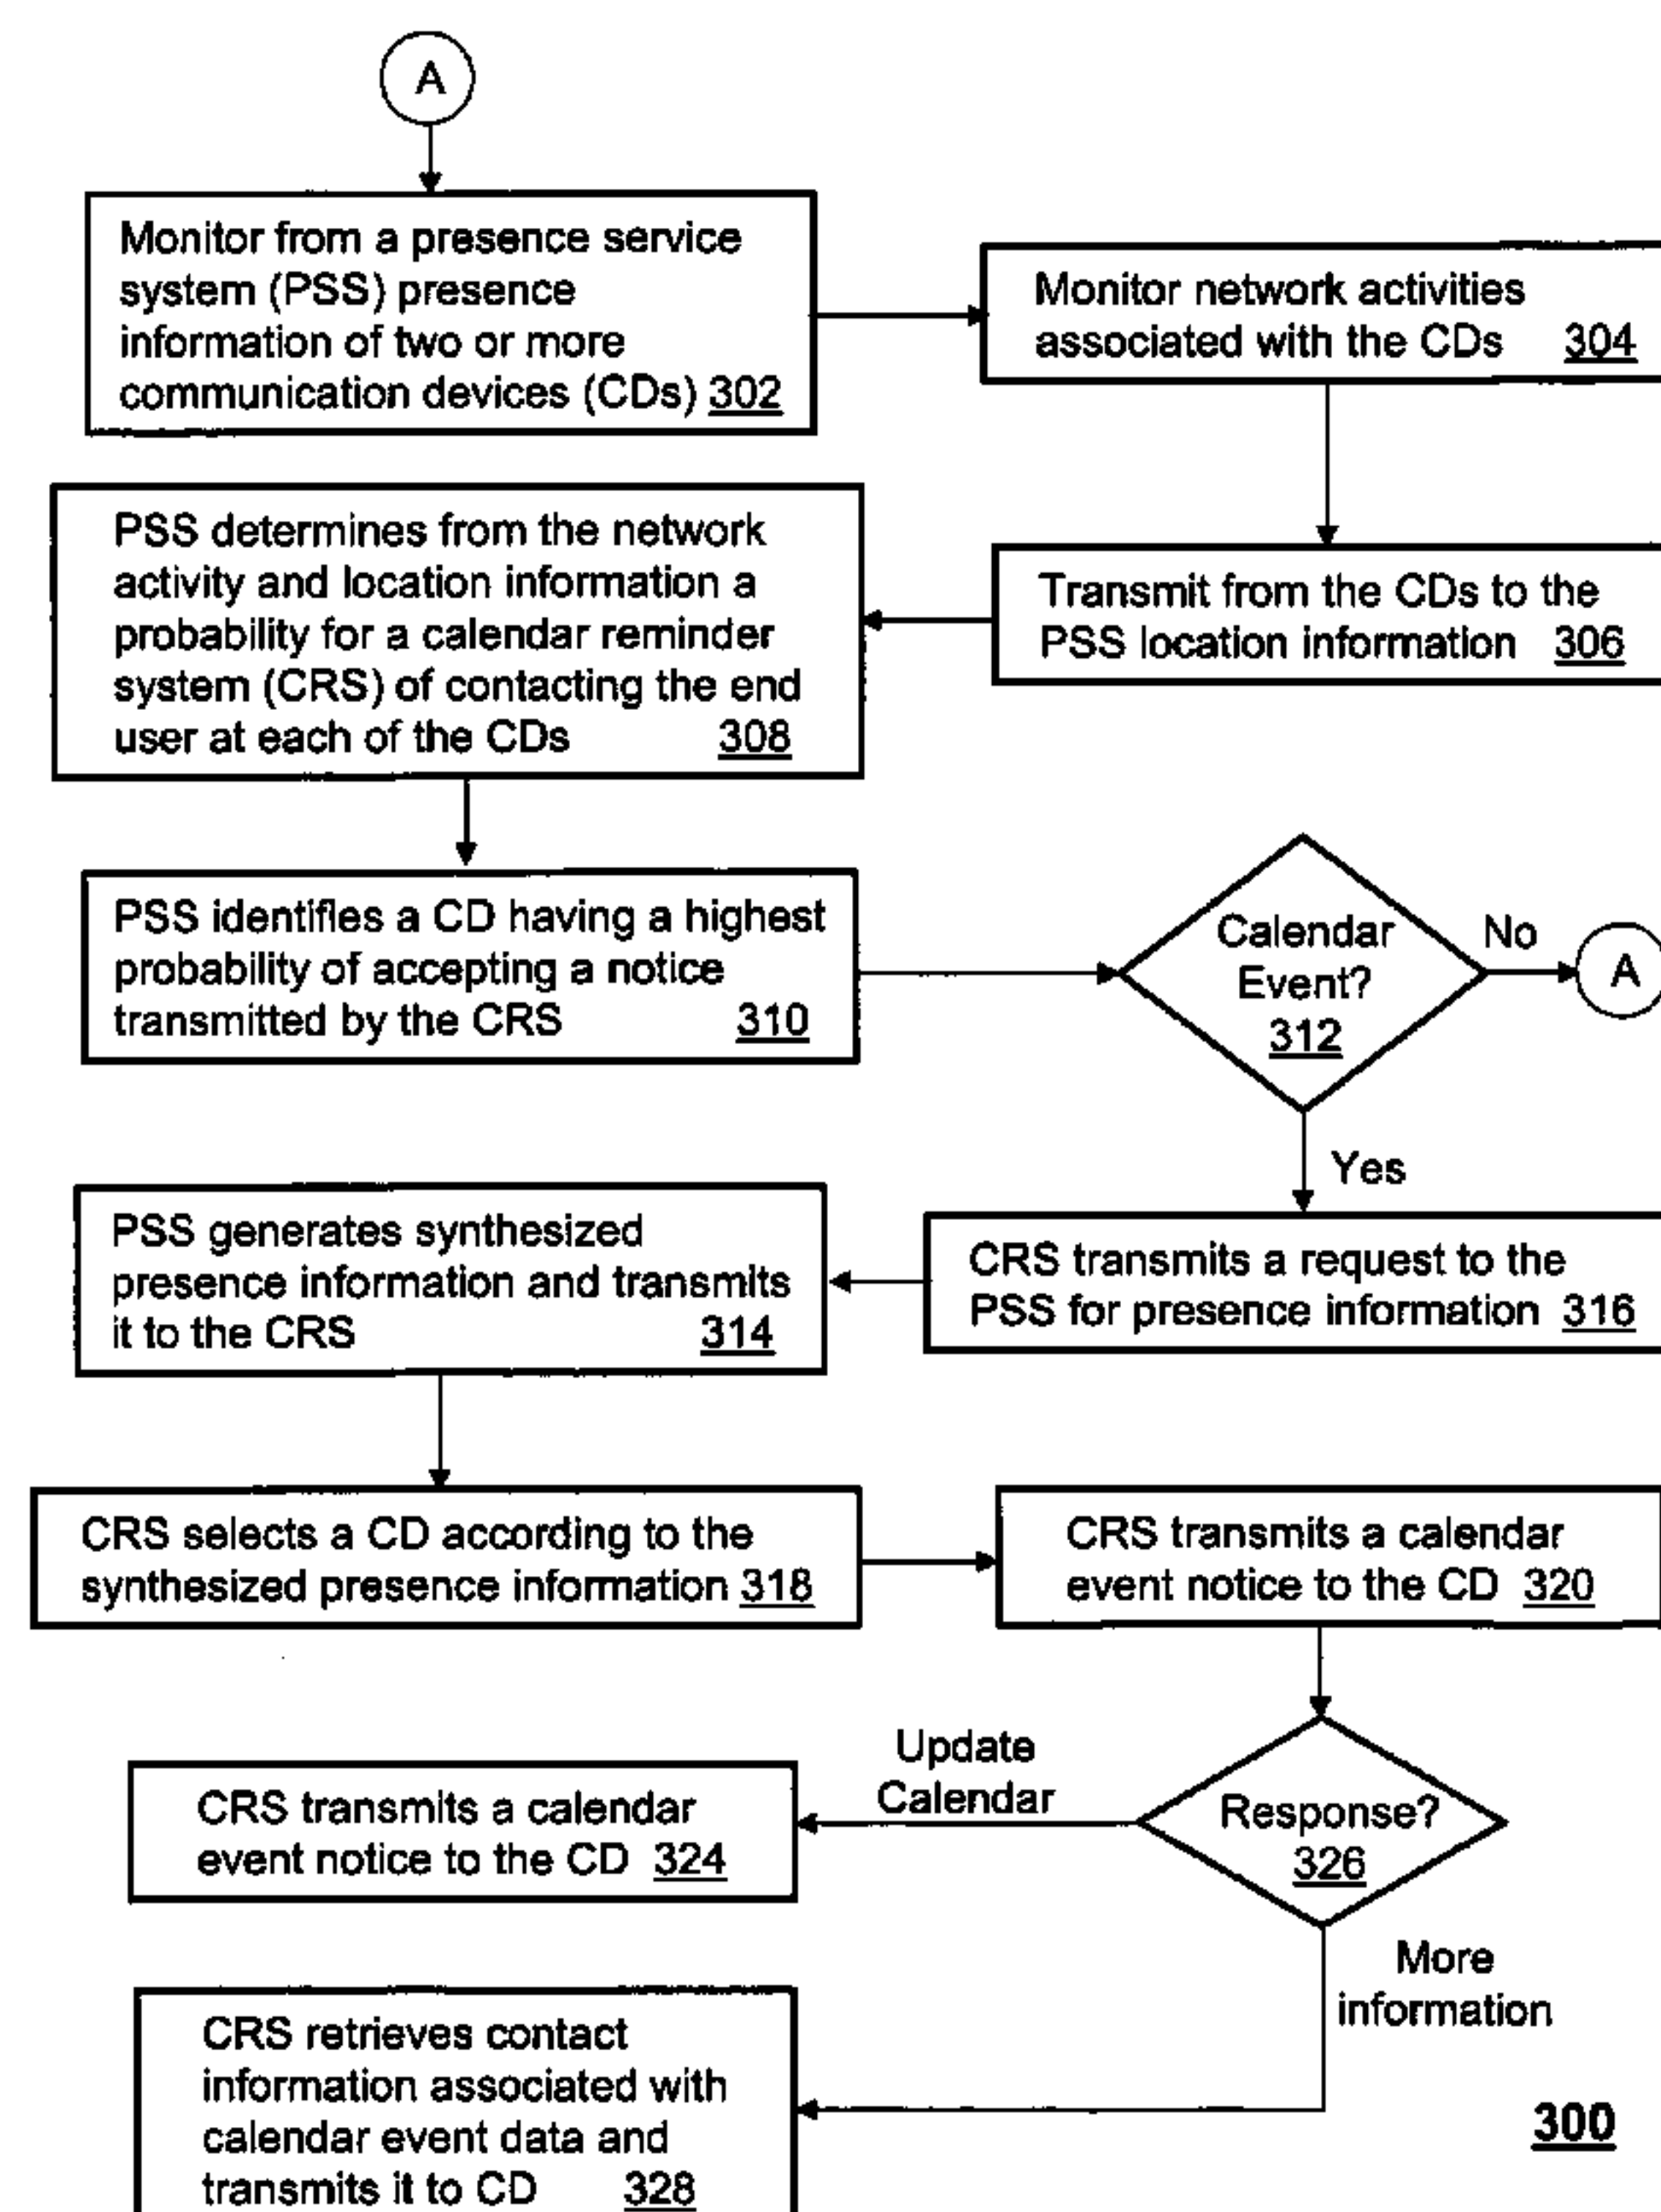 A
Monitor from a presence service
system (PSS) presence
information of two or more
communication devices (CDs) 302
Monitor network activities
associated with the CDs 304
Transmit from the CDs to the
PSS location information 306
PSS determines from the network
activity and location information a
probability for a calendar reminder
system (CRS) of contacting the end
user at each of the CDs 308
PSS identifies a CD having a highest
probability of accepting a notice
transmitted by the CRS 310
Calendar
Event?
312
No
A
Yes
CRS transmits a request to the
PSS for presence information 316
PSS generates synthesized
presence information and transmits
it to the CRS 314
CRS selects a CD according to the
synthesized presence information 318
CRS transmits a calendar
event notice to the CD 320
Response?
326
Update
Calendar
CRS transmits a calendar
event notice to the CD 324
More
information
CRS retrieves contact
information associated with
calendar event data and
transmits it to CD 328
300